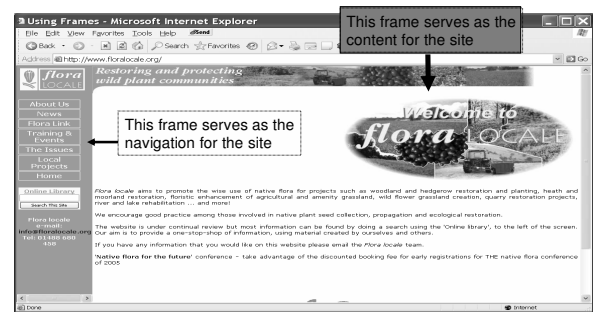 Using Frames - Microsoft Internet Explorer
File Edit View Favorites Tools Help
Send
Back Search Favorites
Address http://www.floralocale.org/ Go
This frame serves as the
content for the site
flora
LOCALE
Restoring and protecting
wild plant communities
About Us
News
Flora Link
Training &
Events
The Issues
Local
Projects
Home
Online Library
Search This Site
Flora locale
e-mail:
info@floralocale.org
Tel: 01488 680
458
This frame serves as the
navigation for the site
Welcome to
flora LOCALE
Flora locale aims to promote the wise use of native flora for projects such as woodland and hedgerow restoration and planting, heath and
moorland restoration, floristic enhancement of agricultural and amenity grassland, wild flower grassland creation, quarry restoration projects,
river and lake rehabilitation ... and more!
We encourage good practice among those involved in native plant seed collection, propagation and ecological restoration.
The website is under continual review but most information can be found by doing a search using the 'Online library', to the left of the screen.
Our aim is to provide a one-stop-shop of information, using material created by ourselves and others.
If you have any information that you would like on this website please email the Flora locale team.
'Native flora for the future' conference - take advantage of the discounted booking fee for early registrations for THE native flora conference
of 2005
Done Internet